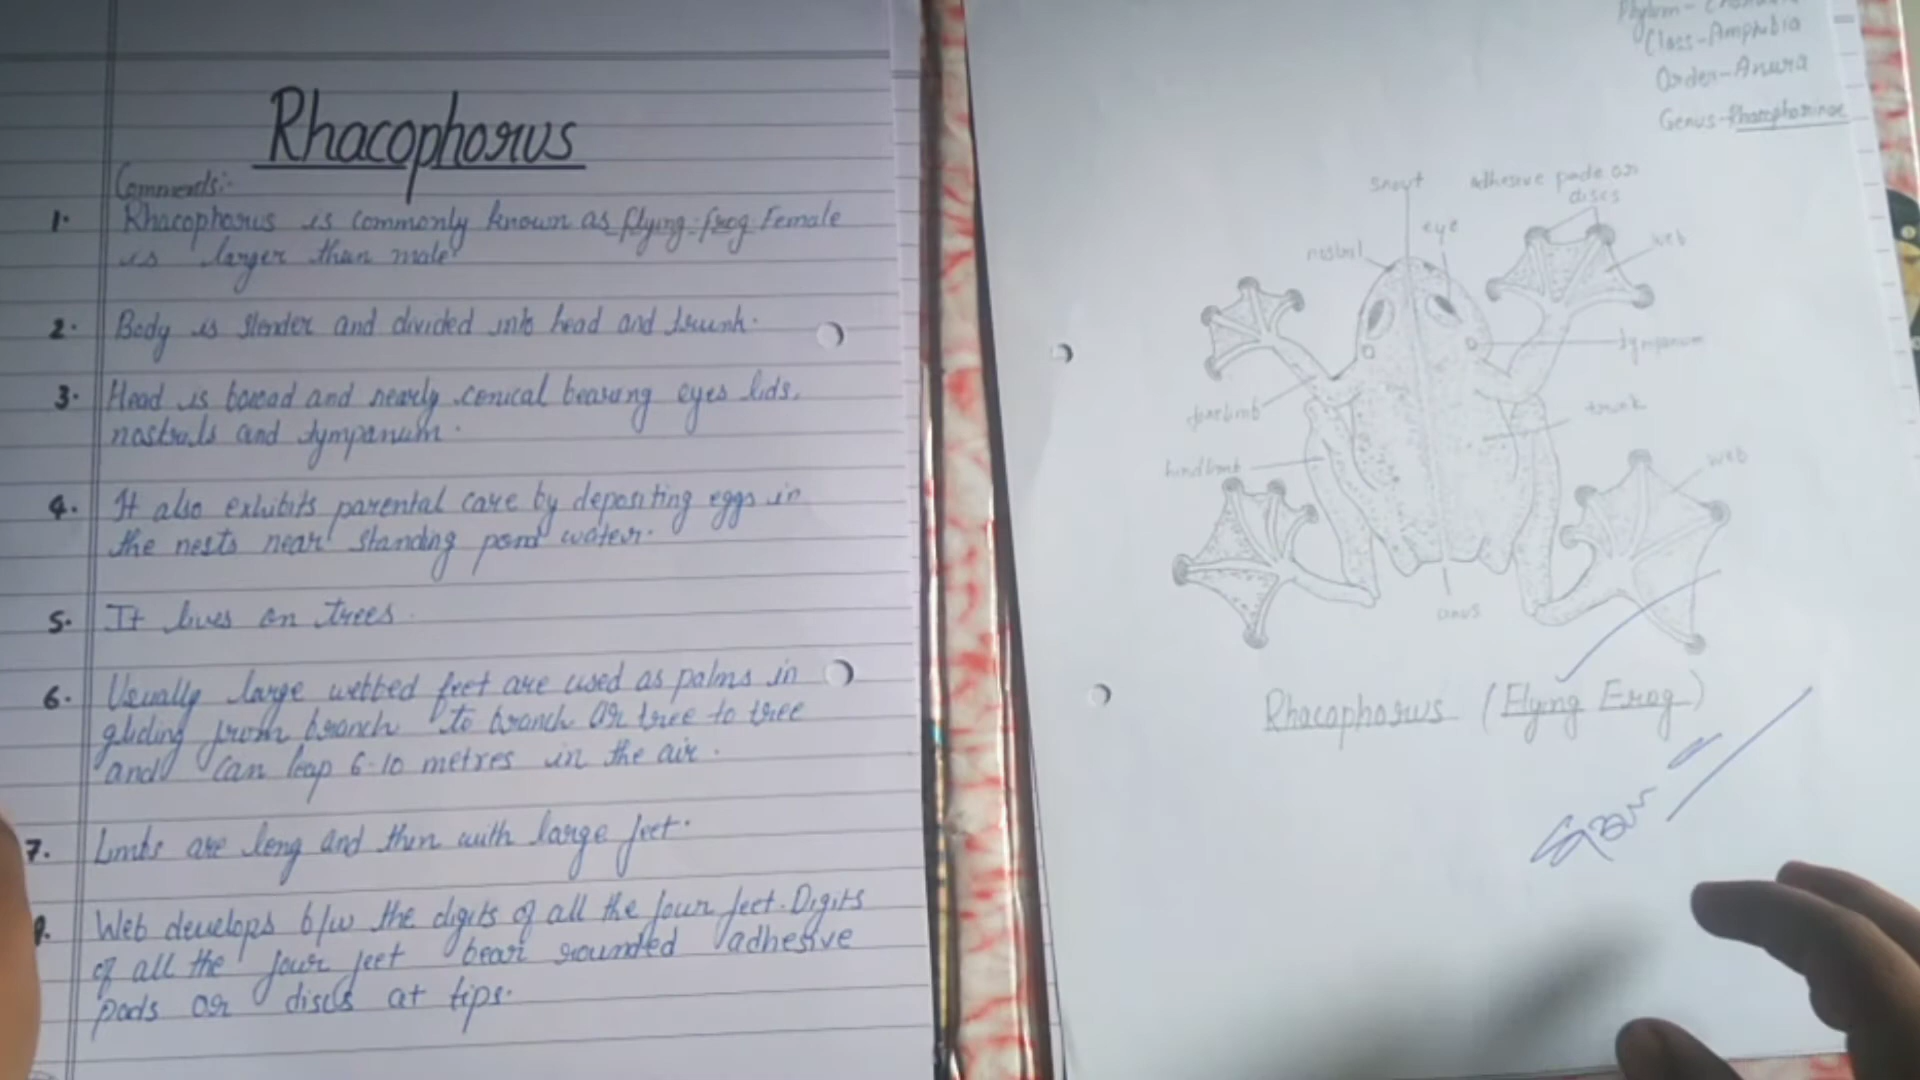 Rhacophorus
Comments:-
1. Rhacophorus is commonly known as flying-frog Female
is larger than male
2. Body is slender and divided into head and trunk.
3. Head is boroad and nearly conical bearing eyes lids,
nostrals and tympanum.
4. It also exhibits parental care by depositing eggs in
the nests near standing pond water.
5. It lives on trees.
6. Usually large webbed feet are used as palms in
gliding from branch to branch or tree to tree
and can leap 6-10 metres in the air.
7. Limbs are long and then with large feet.
Web develops b/w the digits of all the four feet. Digits
of all the four feet bear rounded adhesive
pads or discs at tips.
Phylum-
Class-Amphibia
Order-Anura
Genus-Rhacophorinae
snout
adhesive pads or
discs
eye
nostral
web
tympanum
forelimb
trunk
hindlimb
web
anus
Rhacophorus (Flying Frog)